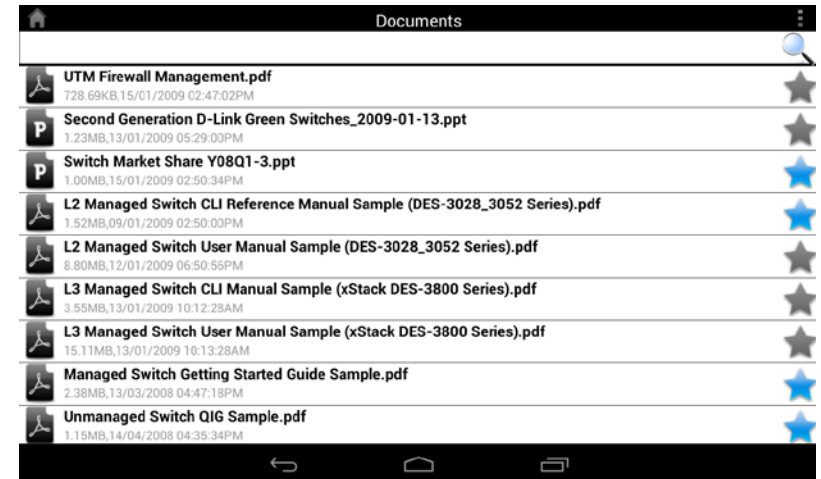 Documents
UTM Firewall Management.pdf
728.69KB,15/01/2009 02:47:02PM
P
Second Generation D-Link Green Switches_2009-01-13.ppt
1.23MB,13/01/2009 05:29:00PM
P
Switch Market Share Y08Q1-3.ppt
1.00MB,15/01/2009 02:50:34PM
L2 Managed Switch CLI Reference Manual Sample (DES-3028_3052 Series).pdf
1.52MB,09/01/2009 02:50:00PM
L2 Managed Switch User Manual Sample (DES-3028_3052 Series).pdf
8.80MB,12/01/2009 06:50:56PM
L3 Managed Switch CLI Manual Sample (xStack DES-3800 Series).pdf
3.55MB,13/01/2009 10:12:28AM
L3 Managed Switch User Manual Sample (xStack DES-3800 Series).pdf
15.11MB,13/01/2009 10:13:28AM
Managed Switch Getting Started Guide Sample.pdf
2.38MB,13/03/2008 04:47:18PM
Unmanaged Switch QIG Sample.pdf
1.15MB,14/04/2008 04:35:34PM